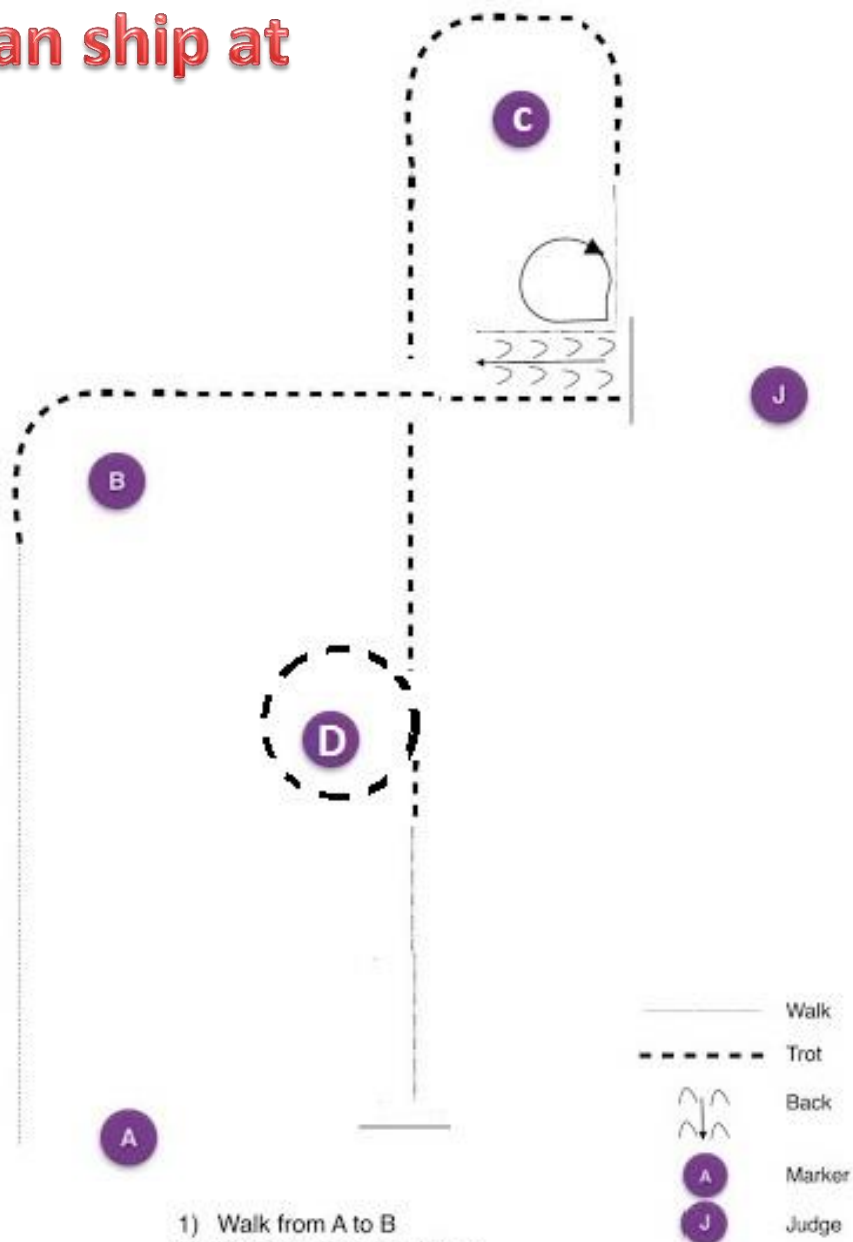 an ship at
C
J
B
D
A
Walk
Trot
Back
A Marker
J Judge
1) Walk from A to B